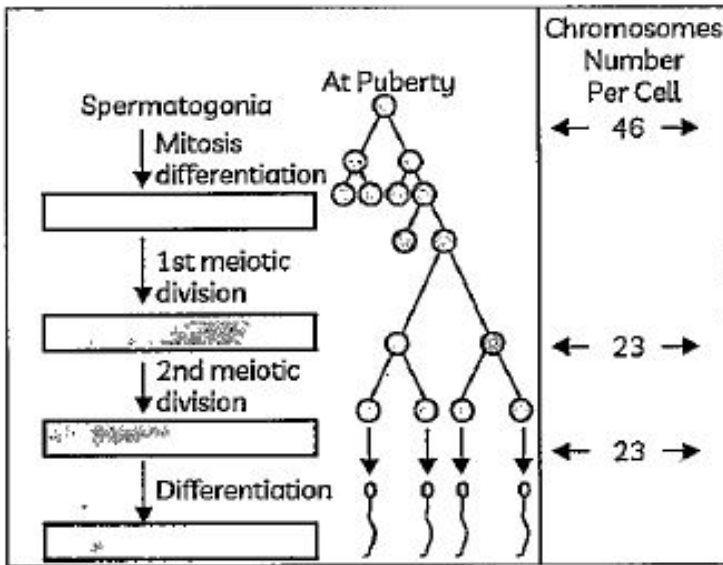 Chromosomes
Number
Per Cell
At Puberty
Spermatogonia
46
Mitosis
differentiation
1st meiotic
division
23
2nd meiotic
division
23
Differentiation